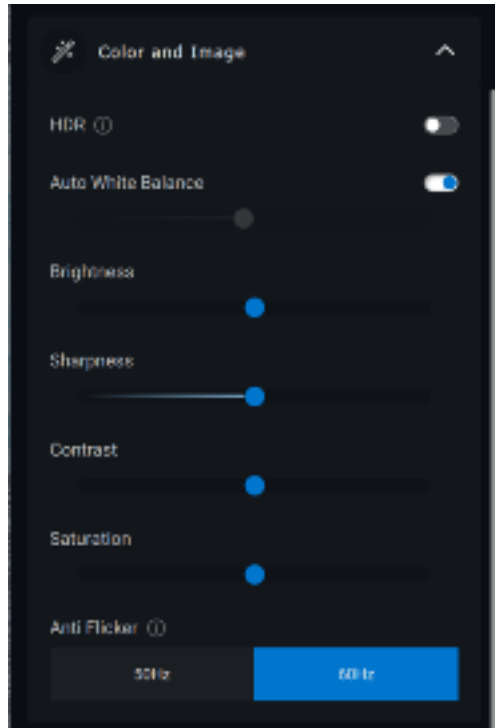 Color and Image
HDR
Auto White Balance
Brightness
Sharpness
Contrast
Saturation
Anti Flicker
50Hz
60Hz